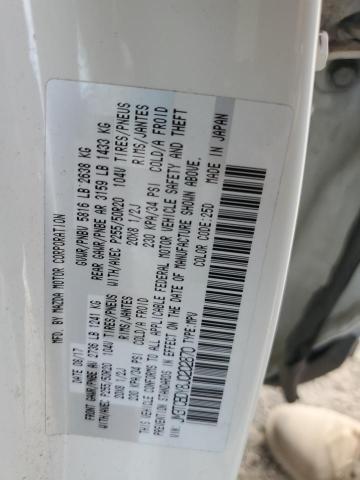 MFD. BY MAZDA MOTOR CORPORATION
DATE 08/17 GVWR/PNBV 5816 LB 2638 KG
FRONT GAWR/PNBE AV 2738 LB 1241 KG REAR GAWR/PNBE AR 3159 LB 1433 KG
WITH/AVEC P255/50R20 104V TIRES/PNEUS WITH/AVEC P255/50R20 104V TIRES/PNEUS
20X8 1/2J RIMS/JANTES 20X8 1/2J RIMS/JANTES
230 KPA/34 PSI COLD/A FROID 230 KPA/34 PSI COLD/A FROID
THIS VEHICLE CONFORMS TO ALL APPLICABLE FEDERAL MOTOR VEHICLE SAFETY AND THEFT
PREVENTION STANDARDS IN EFFECT ON THE DATE OF MANUFACTURE SHOWN ABOVE.
TYPE:MPV COLOR CODE:25D
MADE IN JAPAN